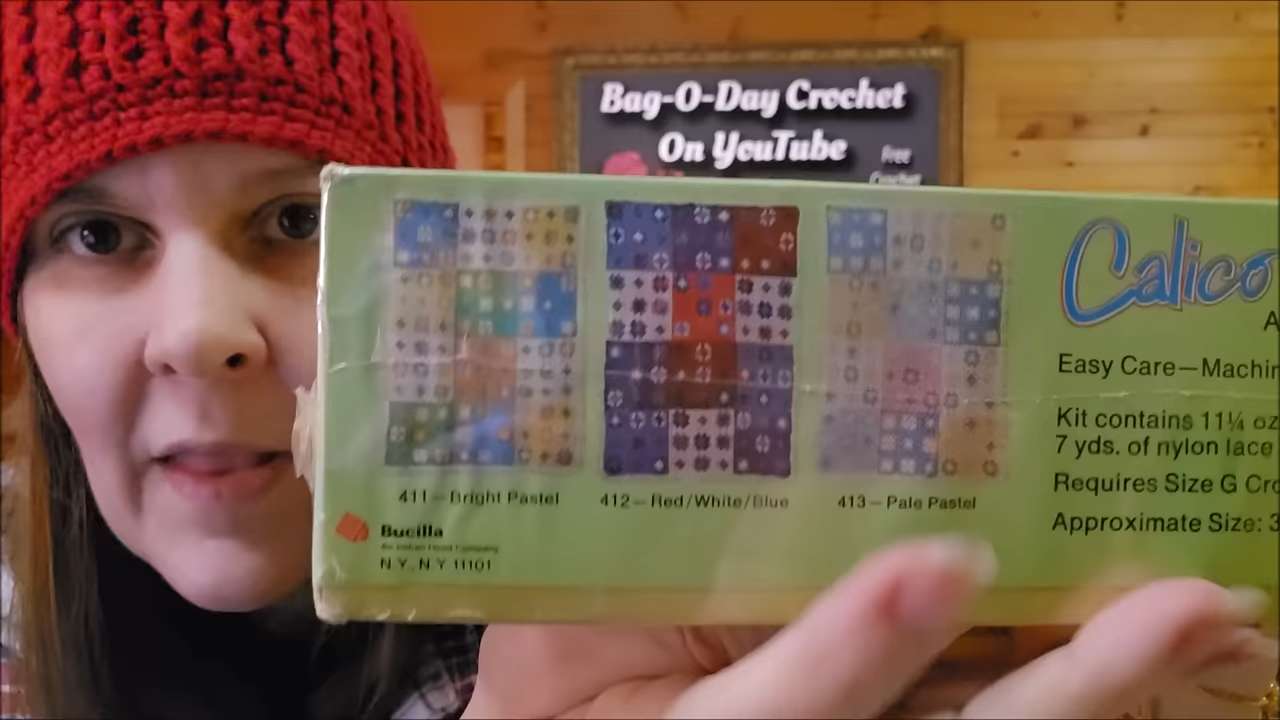 Bag-O-Day Crochet
On YouTube
Free
Crochet
Calico
A
Easy Care—Machin
Kit contains 11¼ oz
7 yds. of nylon lace
Requires Size G Cro
Approximate Size: 3
411—Bright Pastel
412—Red/White/Blue
413—Pale Pastel
Bucilla
N.Y., N.Y. 11101